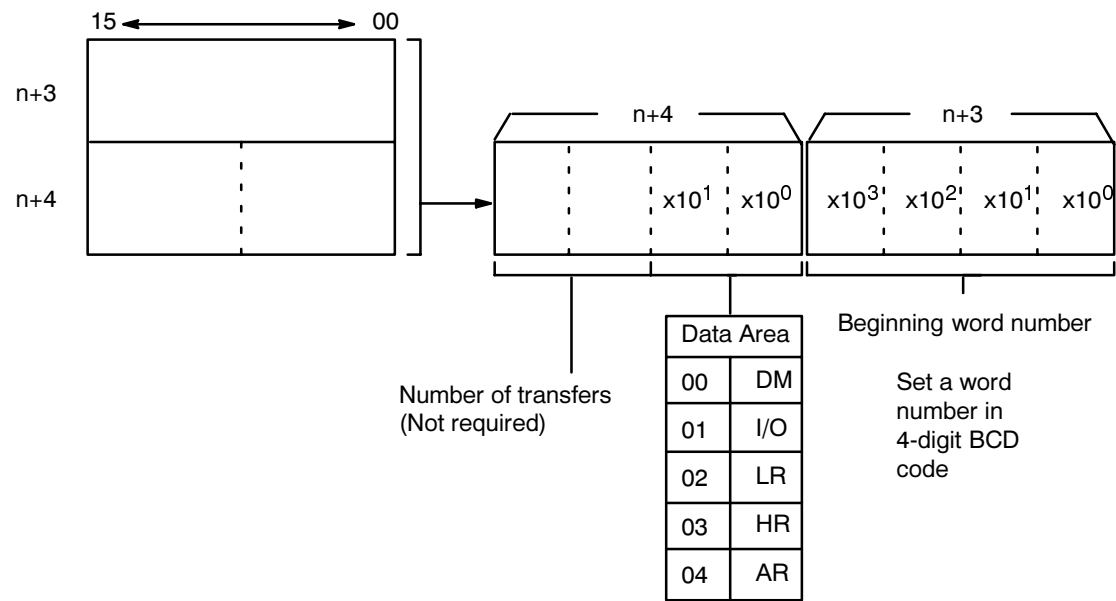 15 00
n+3
n+4
n+4 n+3
x10¹ x10⁰ x10³ x10² x10¹ x10⁰
Data Area
00 DM
01 I/O
02 LR
03 HR
04 AR
Number of transfers
(Not required)
Beginning word number
Set a word
number in
4-digit BCD
code